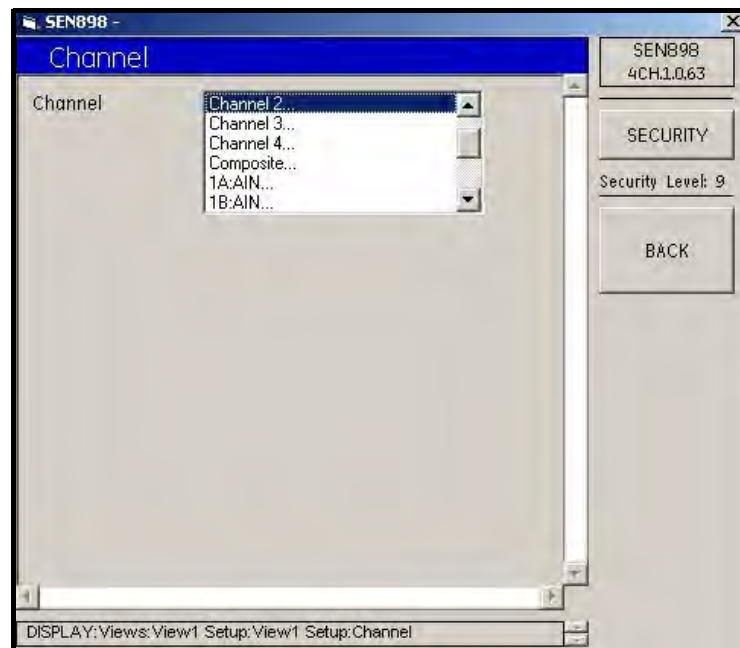 SEN898 -
Channel
Channel
Channel 2...
Channel 3...
Channel 4...
Composite...
1A:AIN...
1B:AIN...
SEN898
4CH.1.0.63
SECURITY
Security Level: 9
BACK
DISPLAY:Views:View1 Setup:View1 Setup:Channel